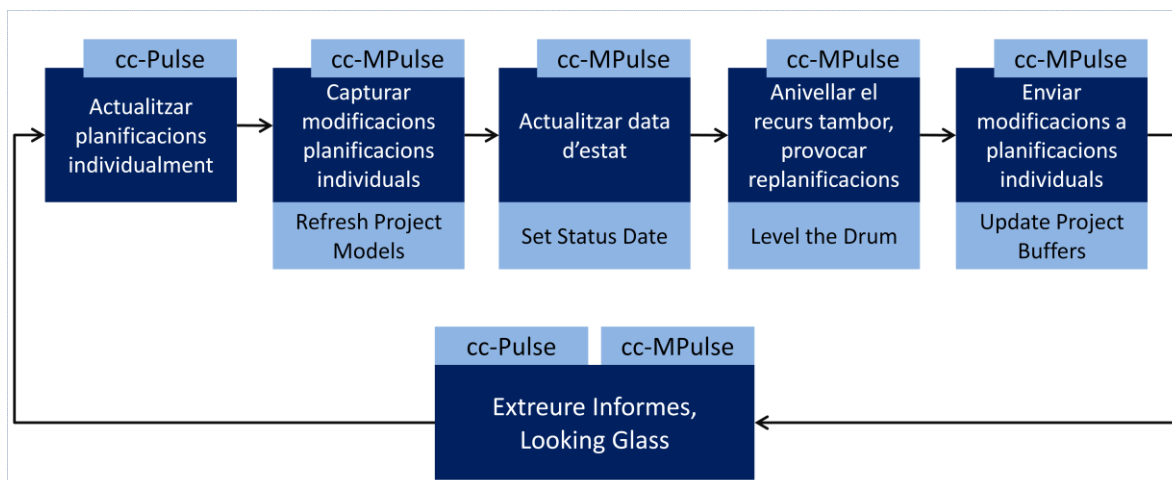 cc-Pulse
Actualitzar
planificacions
individualment
cc-MPulse
Capturar
modificacions
planificacions
individuals
Refresh Project
Models
cc-MPulse
Actualitzar data
d’estat
Set Status Date
cc-MPulse
Anivellar el
recurs tambor,
provocar
replanificacions
Level the Drum
cc-MPulse
Enviar
modificacions a
planificacions
individuals
Update Project
Buffers
cc-Pulse
cc-MPulse
Extreure Informes,
Looking Glass